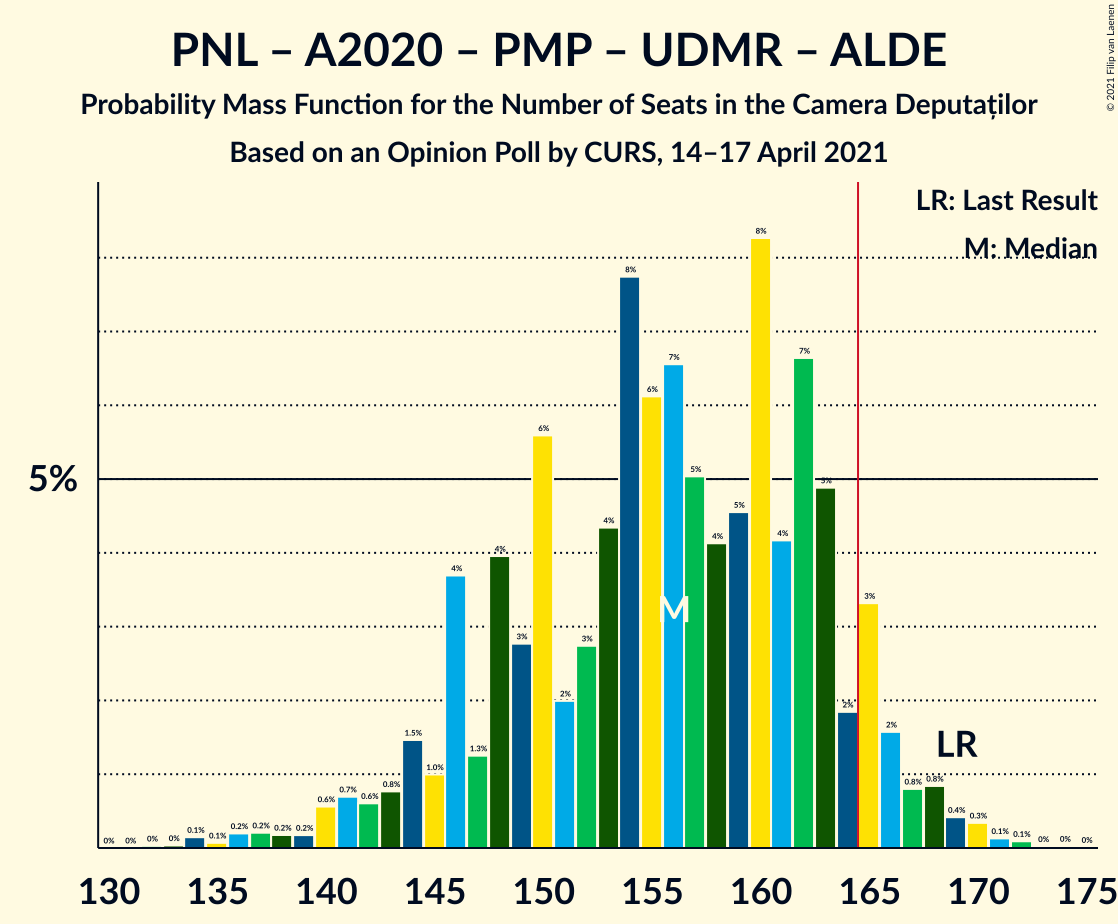 PNL – A2020 – PMP – UDMR – ALDE
Probability Mass Function for the Number of Seats in the Camera Deputaților
Based on an Opinion Poll by CURS, 14–17 April 2021
© 2021 Filip van Laenen
LR: Last Result
M: Median
5%
0% 0% 0% 0% 0.1% 0.1% 0.2% 0.2% 0.2% 0.2% 0.6% 0.7% 0.6% 0.8% 1.5% 1.0% 4% 1.3% 4% 3% 6% 2% 3% 4% 8% 6% 7% 5% 4% 5% 8% 4% 7% 5% 2% 3% 2% 0.8% 0.8% 0.4% 0.3% 0.1% 0.1% 0% 0% 0%
M
LR
130 135 140 145 150 155 160 165 170 175